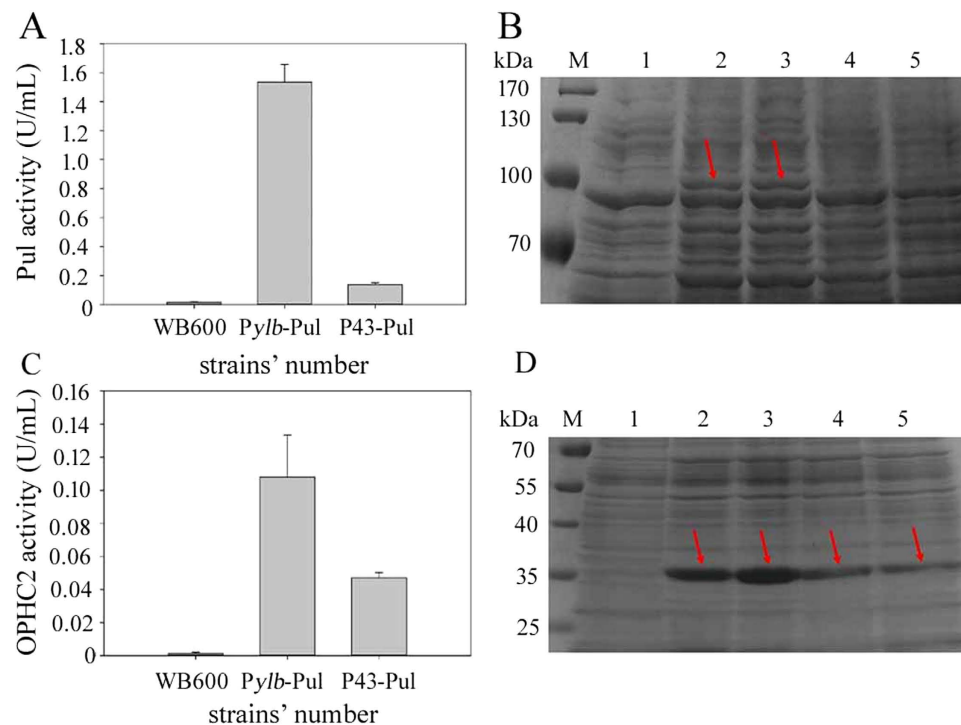 A
Pul activity (U/mL)
1.8
1.6
1.4
1.2
1.0
0.8
0.6
0.4
0.2
0
WB600 Pylb-Pul P43-Pul
strains’ number
B
kDa M 1 2 3 4 5
170
130
100
70
C
OPHC2 activity (U/mL)
0.16
0.14
0.12
0.10
0.08
0.06
0.04
0.02
0
WB600 Pylb-Pul P43-Pul
strains’ number
D
kDa M 1 2 3 4 5
70
55
40
35
25